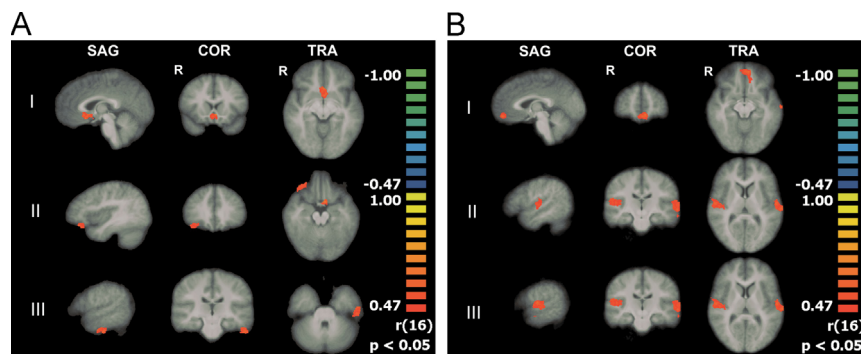 A
SAG COR TRA
R R
I
II
III
-1.00
-0.47
1.00
0.47
r(16)
p < 0.05
B
SAG COR TRA
R R
I
II
III
-1.00
-0.47
1.00
0.47
r(16)
p < 0.05